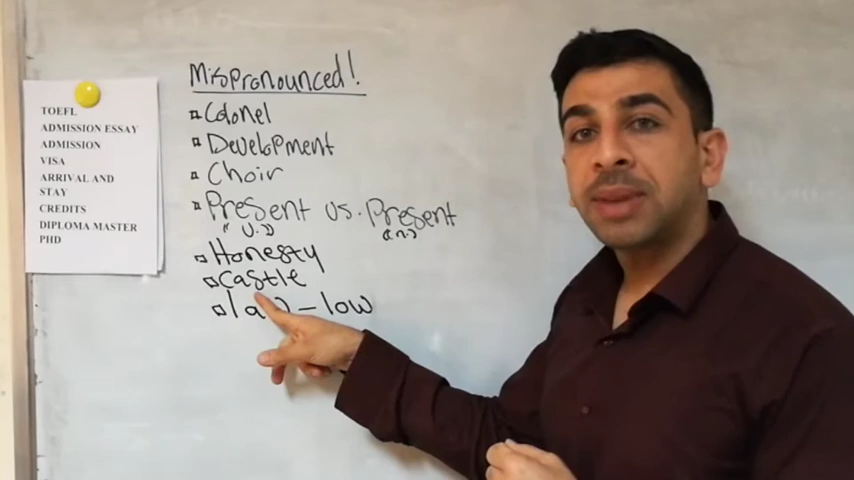 TOEFL
ADMISSION ESSAY
ADMISSION
VISA
ARRIVAL AND
STAY
CREDITS
DIPLOMA MASTER
PHD
Mispronounced!
Colonel
Development
Choir
Present vs. Present
(v.) (n.)
Honesty
castle
law - low